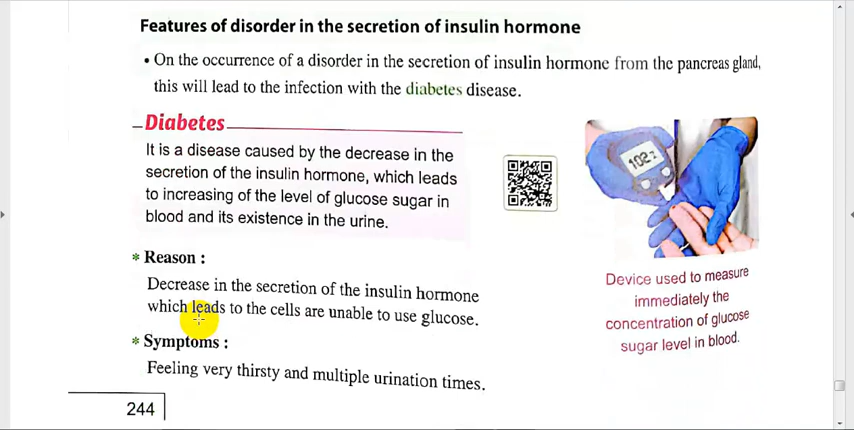 Features of disorder in the secretion of insulin hormone
• On the occurrence of a disorder in the secretion of insulin hormone from the pancreas gland,
this will lead to the infection with the diabetes disease.
Diabetes
It is a disease caused by the decrease in the
secretion of the insulin hormone, which leads
to increasing of the level of glucose sugar in
blood and its existence in the urine.
102
* Reason :
Decrease in the secretion of the insulin hormone
which leads to the cells are unable to use glucose.
* Symptoms :
Feeling very thirsty and multiple urination times.
Device used to measure
immediately the
concentration of glucose
sugar level in blood.
244